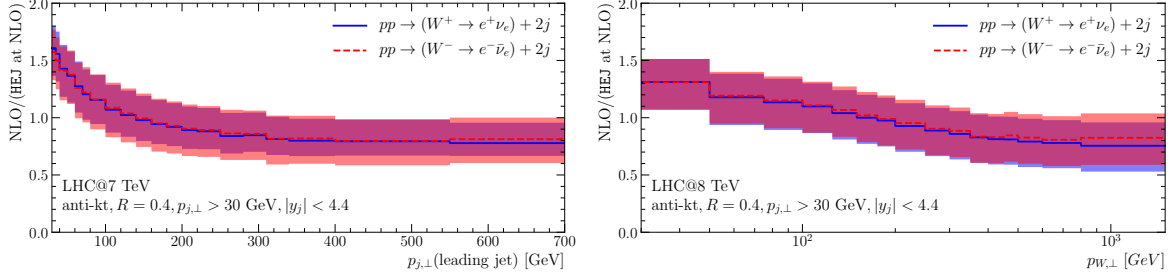 NLO/(HEJ at NLO)
2.0
1.5
1.0
0.5
0.0
pp → (W⁺ → e⁺νₑ) + 2j
pp → (W⁻ → e⁻ν̄ₑ) + 2j
LHC@7 TeV
anti-kt, R = 0.4, p_{j,⊥} > 30 GeV, |y_j| < 4.4
100 200 300 400 500 600 700
p_{j,⊥}(leading jet) [GeV]
NLO/(HEJ at NLO)
2.0
1.5
1.0
0.5
0.0
pp → (W⁺ → e⁺νₑ) + 2j
pp → (W⁻ → e⁻ν̄ₑ) + 2j
LHC@8 TeV
anti-kt, R = 0.4, p_{j,⊥} > 30 GeV, |y_j| < 4.4
10² 10³
p_{W,⊥} [GeV]